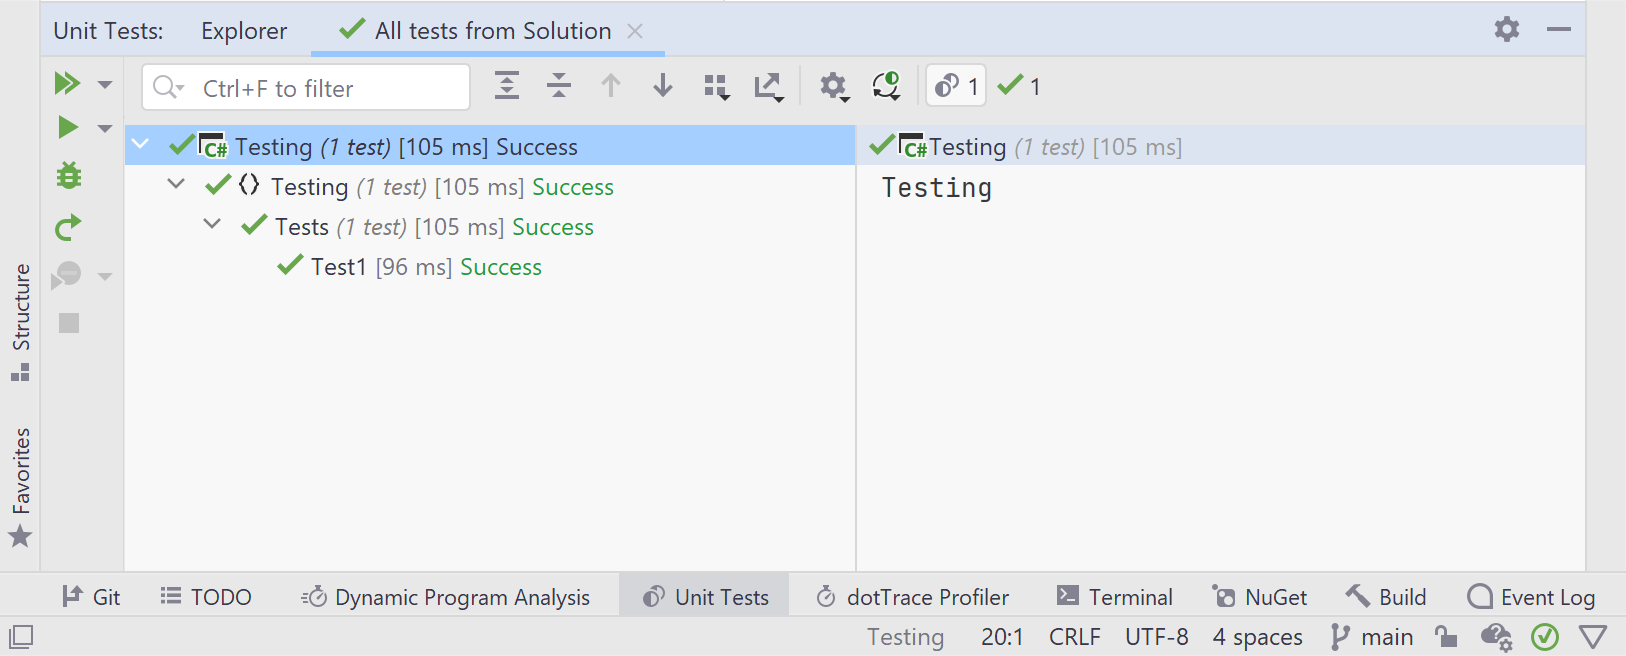 Unit Tests: Explorer All tests from Solution
Ctrl+F to filter 1 1
C# Testing (1 test) [105 ms] Success
Testing (1 test) [105 ms] Success
Tests (1 test) [105 ms] Success
Test1 [96 ms] Success
C# Testing (1 test) [105 ms]
Testing
Structure
Favorites
Git TODO Dynamic Program Analysis Unit Tests dotTrace Profiler Terminal NuGet Build Event Log
Testing 20:1 CRLF UTF-8 4 spaces main